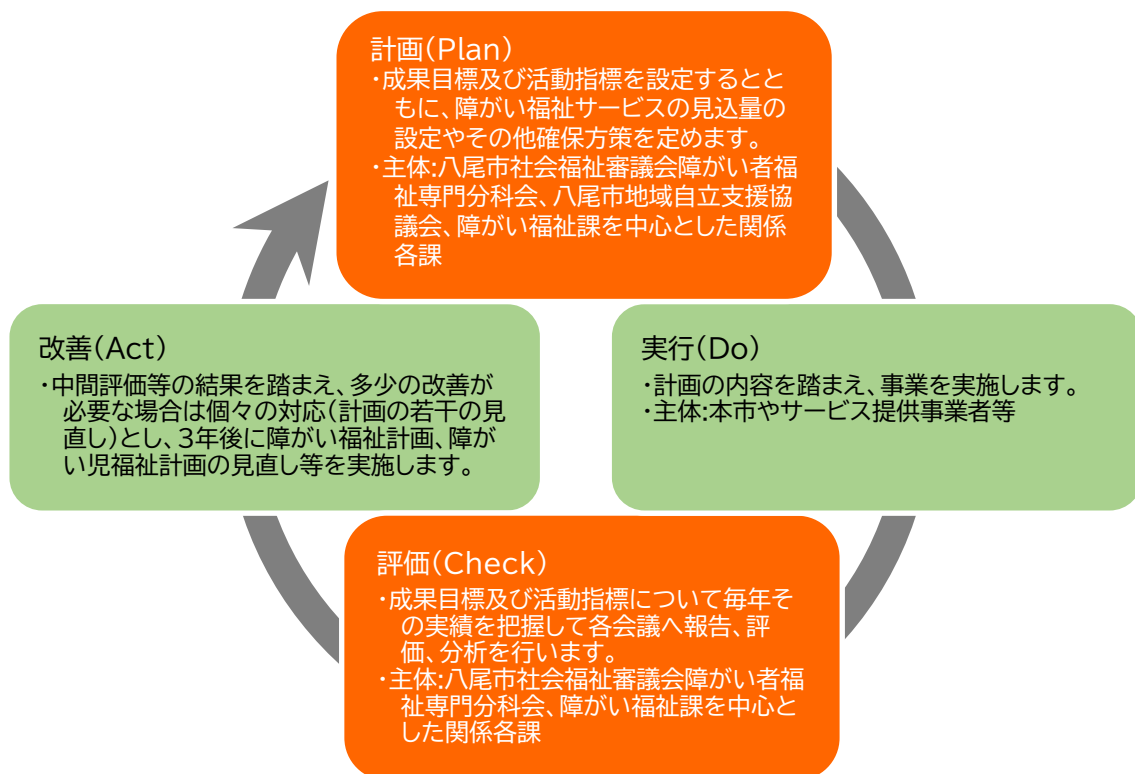 計画(Plan)
・成果目標及び活動指標を設定するとと
もに、障がい福祉サービスの見込量の
設定やその他確保方策を定めます。
・主体:八尾市社会福祉審議会障がい者福
祉専門分科会、八尾市地域自立支援協
議会、障がい福祉課を中心とした関係
各課
実行(Do)
・計画の内容を踏まえ、事業を実施します。
・主体:本市やサービス提供事業者等
評価(Check)
・成果目標及び活動指標について毎年そ
の実績を把握して各会議へ報告、評
価、分析を行います。
・主体:八尾市社会福祉審議会障がい者福
祉専門分科会、障がい福祉課を中心と
した関係各課
改善(Act)
・中間評価等の結果を踏まえ、多少の改善が
必要な場合は個々の対応(計画の若干の見
直し)とし、3年後に障がい福祉計画、障が
い児福祉計画の見直し等を実施します。